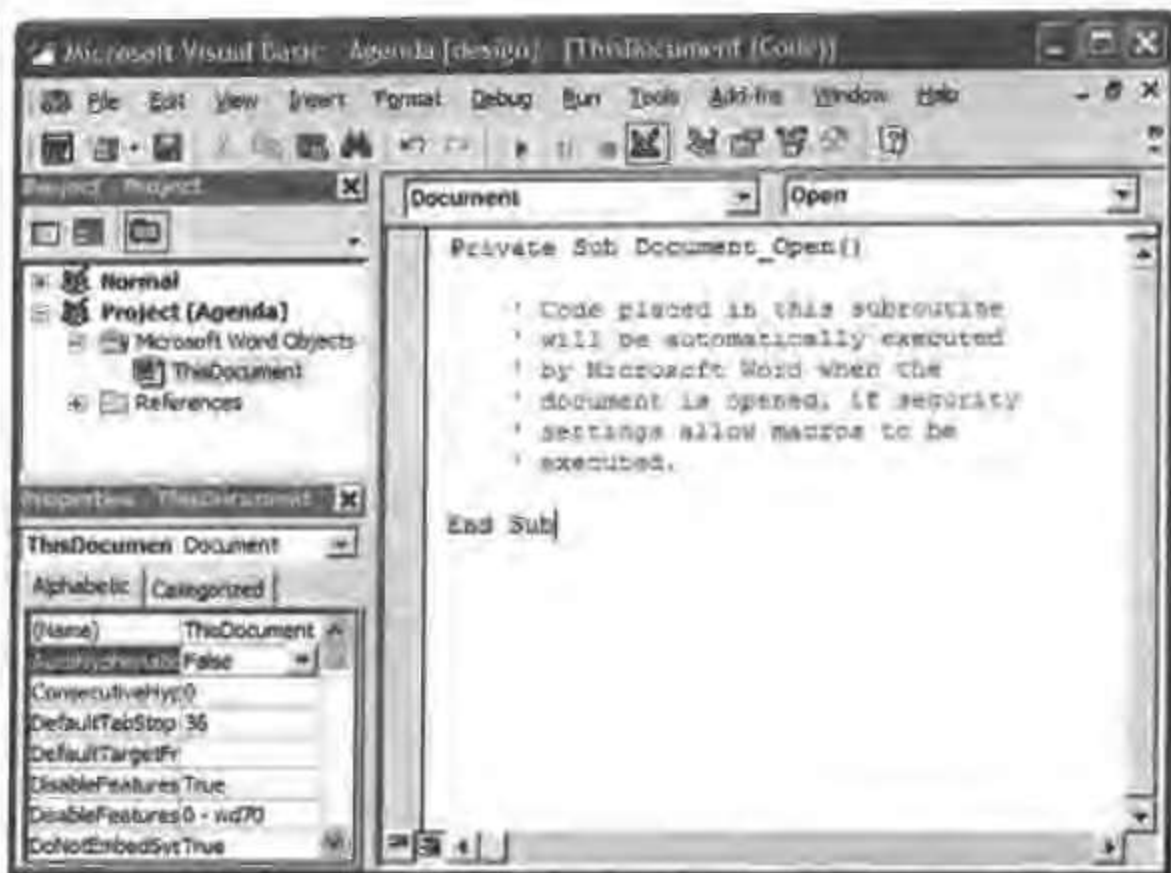 Microsoft Visual Basic - Agenda [design] - [ThisDocument (Code)]
File Edit View Insert Format Debug Run Tools Add-Ins Window Help
Project - Project
Document
Open
Normal
Project (Agenda)
Microsoft Word Objects
ThisDocument
References
Private Sub Document_Open()
' Code placed in this subroutine
' will be automatically executed
' by Microsoft Word when the
' document is opened, if security
' settings allow macros to be
' executed.
End Sub
Properties - ThisDocument
ThisDocumen Document
Alphabetic Categorized
(Name) ThisDocument
False
ConsecutiveHyp 0
DefaultTabStop 36
DefaultTargetFr
DisableFeatures True
DisableFeatures 0 - wd70
DoNotEmbedSys True